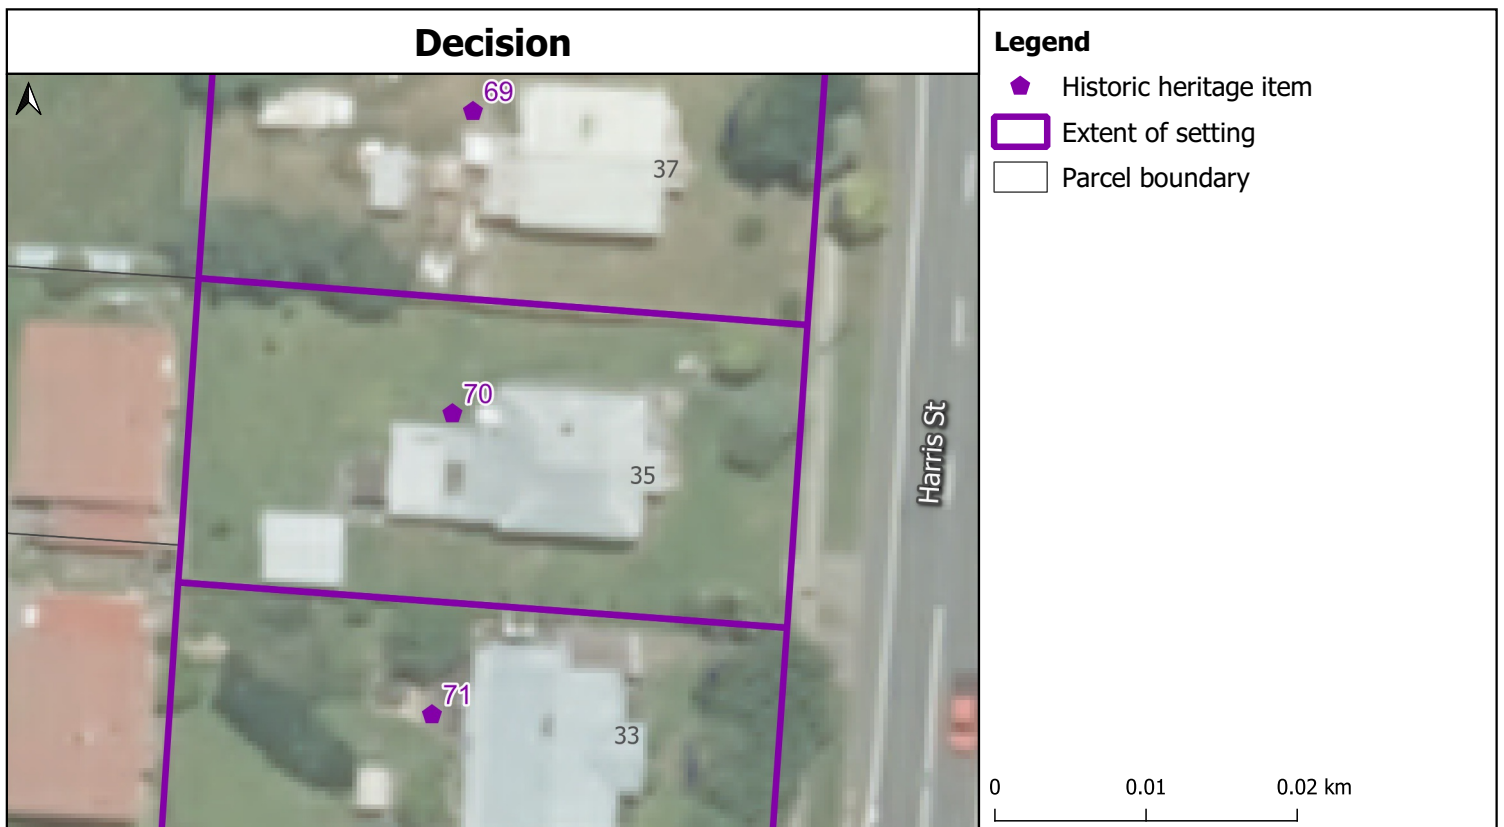 Decision
69
37
70
35
71
33
Harris St
Legend
Historic heritage item
Extent of setting
Parcel boundary
0 0.01 0.02 km